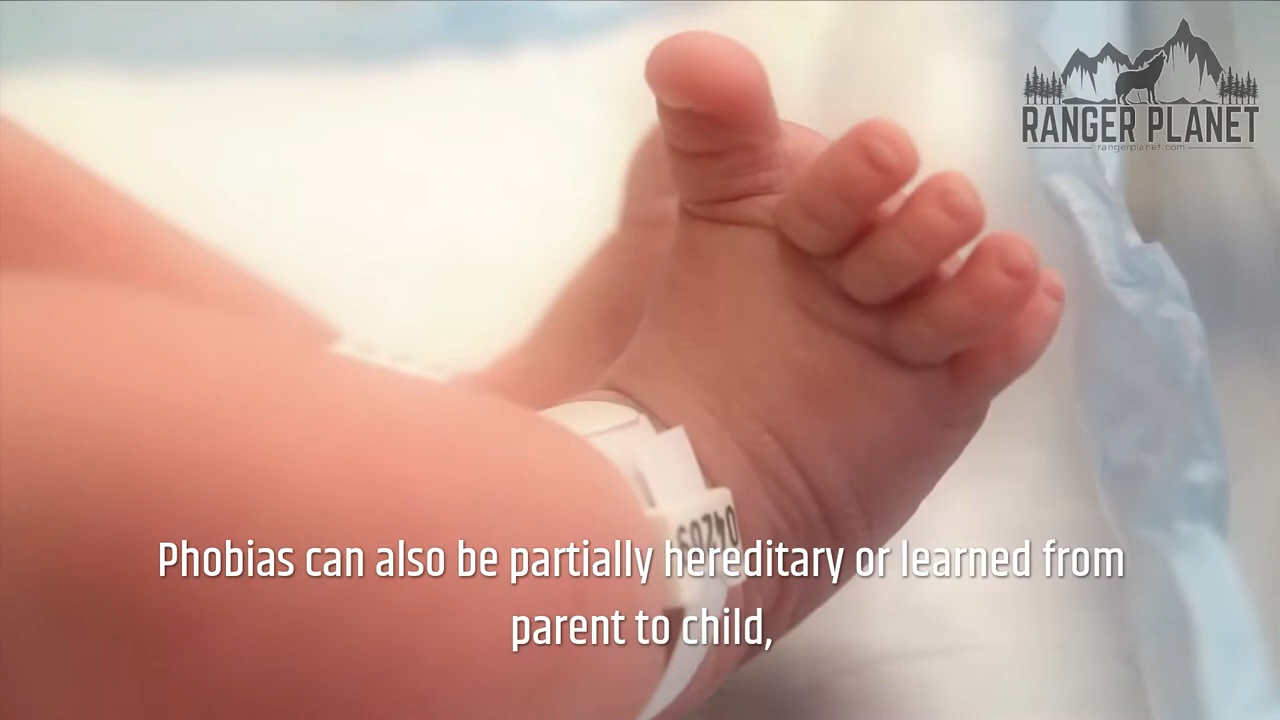 RANGER PLANET
rangerplanet.com
Phobias can also be partially hereditary or learned from
parent to child,